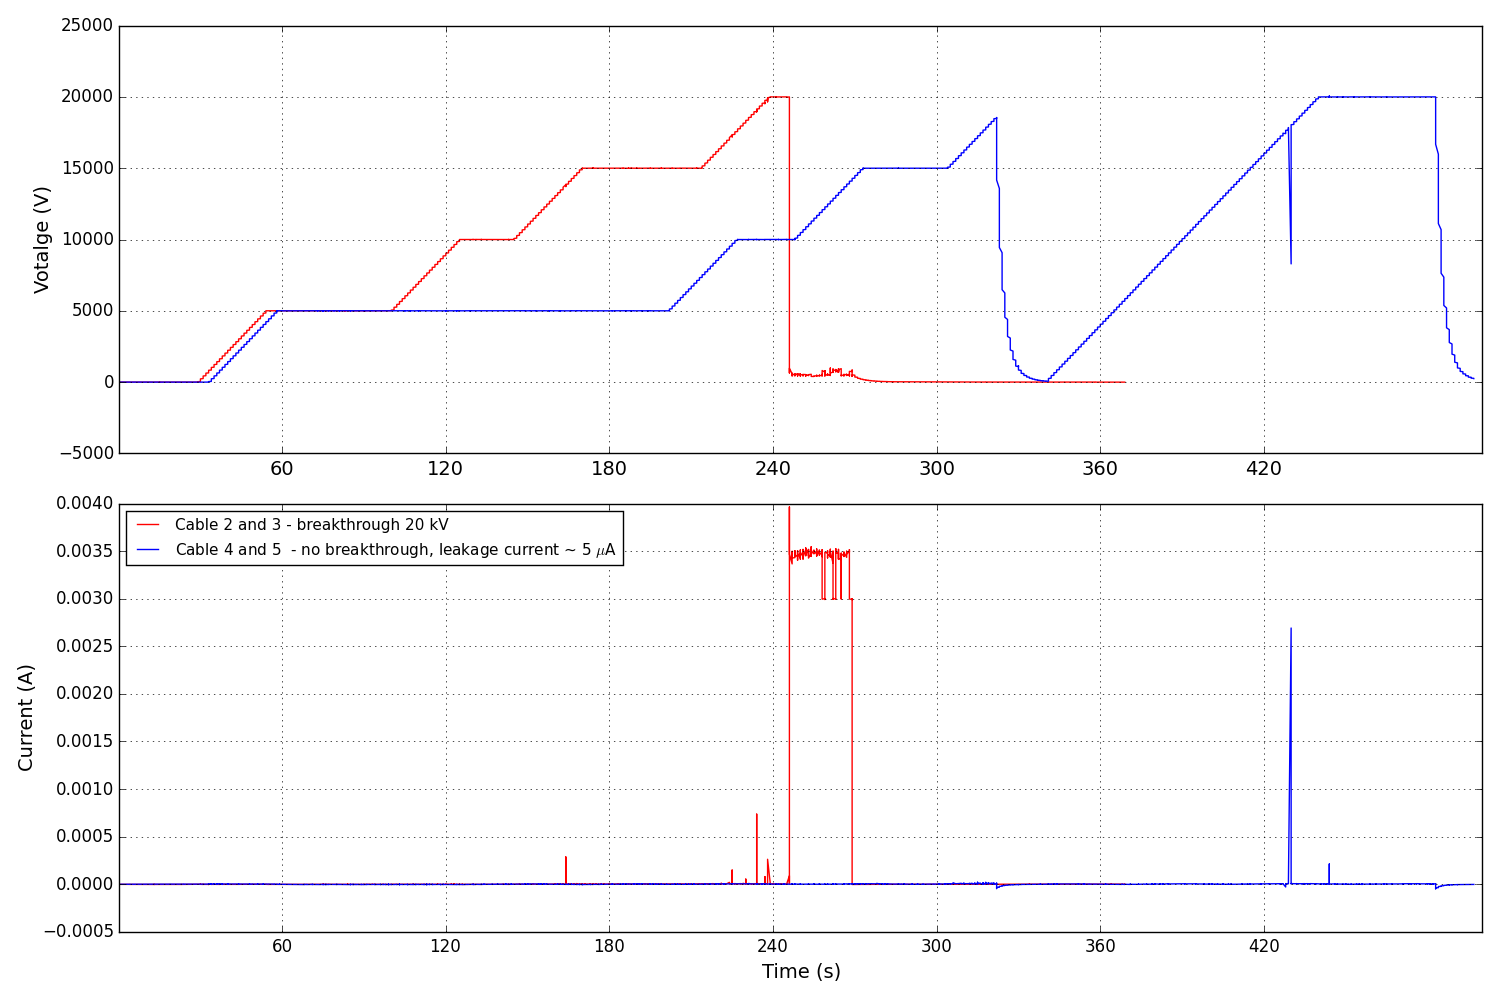 25000
20000
15000
10000
5000
0
−5000
Votalge (V)
60 120 180 240 300 360 420
0.0040
0.0035
0.0030
0.0025
0.0020
0.0015
0.0010
0.0005
0.0000
−0.0005
Current (A)
Cable 2 and 3 - breakthrough 20 kV
Cable 4 and 5  - no breakthrough, leakage current ~ 5 μA
60 120 180 240 300 360 420
Time (s)